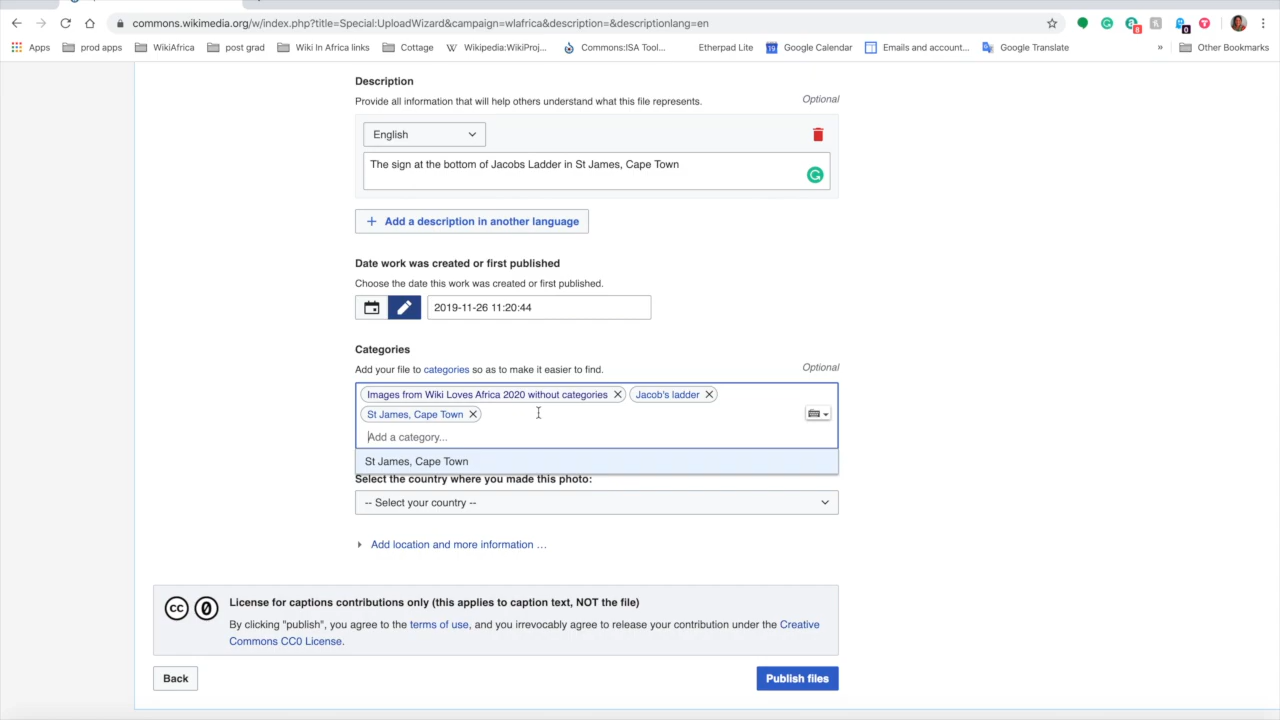 commons.wikimedia.org/w/index.php?title=Special:UploadWizard&campaign=wlafrica&description=&descriptionlang=en
8
0
Apps
prod apps
WikiAfrica
post grad
Wiki In Africa links
Cottage
Wikipedia:WikiProj...
Commons:ISA Tool...
Etherpad Lite
Google Calendar
Emails and account...
Google Translate
»
Other Bookmarks
Description
Provide all information that will help others understand what this file represents.
Optional
English
The sign at the bottom of Jacobs Ladder in St James, Cape Town
+ Add a description in another language
Date work was created or first published
Choose the date this work was created or first published.
2019-11-26 11:20:44
Categories
Add your file to categories so as to make it easier to find.
Optional
Images from Wiki Loves Africa 2020 without categories
Jacob's ladder
St James, Cape Town
Add a category...
St James, Cape Town
Select the country where you made this photo:
-- Select your country --
Add location and more information …
License for captions contributions only (this applies to caption text, NOT the file)
By clicking "publish", you agree to the terms of use, and you irrevocably agree to release your contribution under the Creative
Commons CC0 License.
Back
Publish files